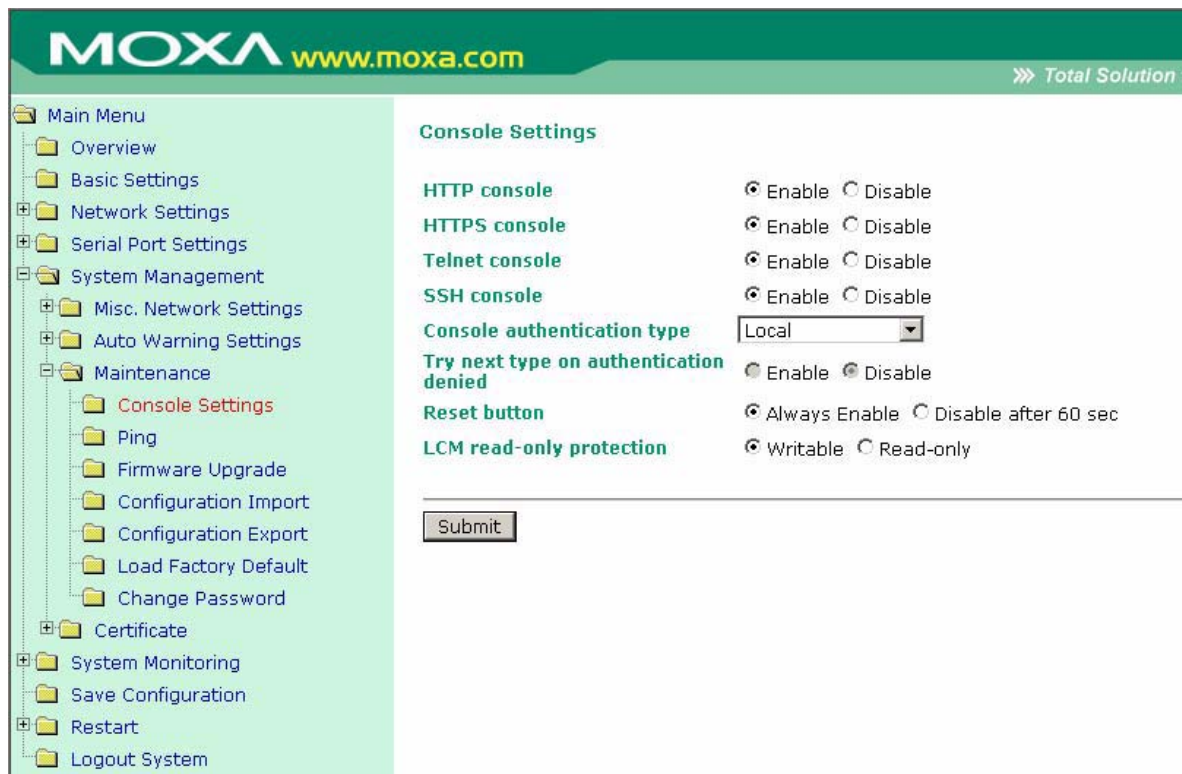 MOXA www.moxa.com
Total Solution
Main Menu
Overview
Basic Settings
Network Settings
Serial Port Settings
System Management
Misc. Network Settings
Auto Warning Settings
Maintenance
Console Settings
Ping
Firmware Upgrade
Configuration Import
Configuration Export
Load Factory Default
Change Password
Certificate
System Monitoring
Save Configuration
Restart
Logout System
Console Settings
HTTP console Enable Disable
HTTPS console Enable Disable
Telnet console Enable Disable
SSH console Enable Disable
Console authentication type Local
Try next type on authentication
denied Enable Disable
Reset button Always Enable Disable after 60 sec
LCM read-only protection Writable Read-only
Submit